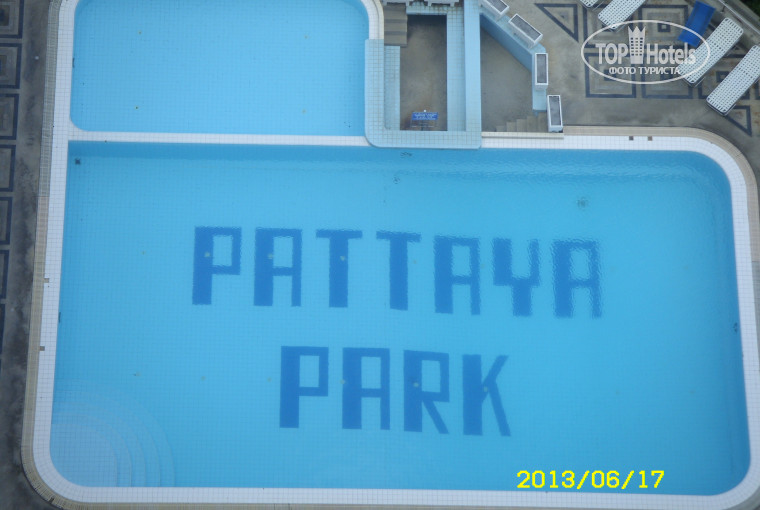 TOP Hotels
ФОТО ТУРИСТА
PATTAYA
PARK
2013/06/17